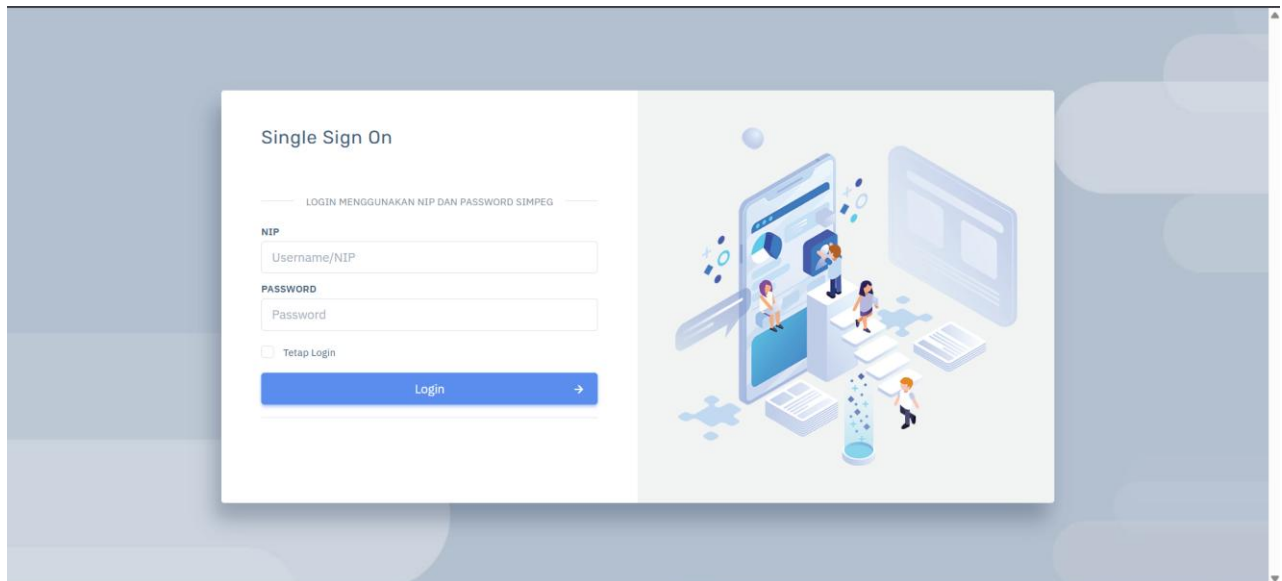 Single Sign On
LOGIN MENGGUNAKAN NIP DAN PASSWORD SIMPEG
NIP
Username/NIP
PASSWORD
Password
Tetap Login
Login